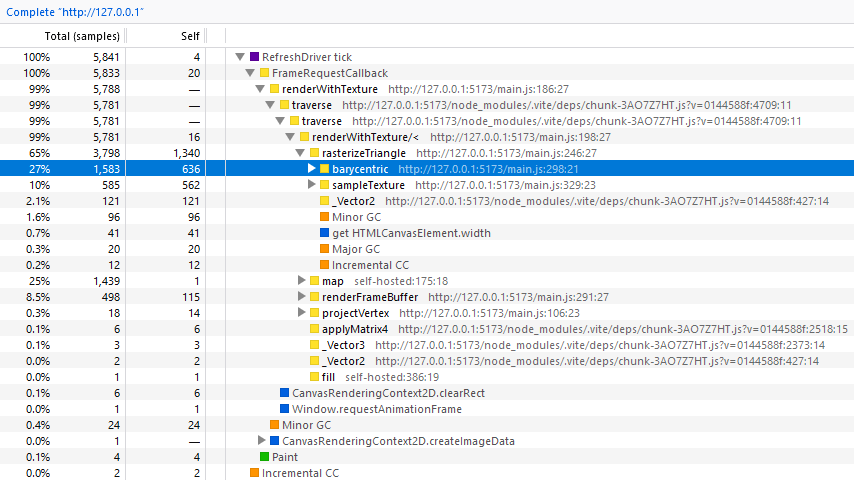 Complete "http://127.0.0.1"
Total (samples) Self
100% 5,841 4 RefreshDriver tick
100% 5,833 20 FrameRequestCallback
99% 5,788 — renderWithTexture http://127.0.0.1:5173/main.js:186:27
99% 5,781 — traverse http://127.0.0.1:5173/node_modules/.vite/deps/chunk-3AO7Z7HT.js?v=0144588f:4709:11
99% 5,781 — traverse http://127.0.0.1:5173/node_modules/.vite/deps/chunk-3AO7Z7HT.js?v=0144588f:4709:11
99% 5,781 16 renderWithTexture/< http://127.0.0.1:5173/main.js:198:27
65% 3,798 1,340 rasterizeTriangle http://127.0.0.1:5173/main.js:246:27
27% 1,583 636 barycentric http://127.0.0.1:5173/main.js:298:21
10% 585 562 sampleTexture http://127.0.0.1:5173/main.js:329:23
2.1% 121 121 _Vector2 http://127.0.0.1:5173/node_modules/.vite/deps/chunk-3AO7Z7HT.js?v=0144588f:427:14
1.6% 96 96 Minor GC
0.7% 41 41 get HTMLCanvasElement.width
0.3% 20 20 Major GC
0.2% 12 12 Incremental CC
25% 1,439 1 map self-hosted:175:18
8.5% 498 115 renderFrameBuffer http://127.0.0.1:5173/main.js:291:27
0.3% 18 14 projectVertex http://127.0.0.1:5173/main.js:106:23
0.1% 6 6 applyMatrix4 http://127.0.0.1:5173/node_modules/.vite/deps/chunk-3AO7Z7HT.js?v=0144588f:2518:15
0.1% 3 3 _Vector3 http://127.0.0.1:5173/node_modules/.vite/deps/chunk-3AO7Z7HT.js?v=0144588f:2373:14
0.0% 2 2 _Vector2 http://127.0.0.1:5173/node_modules/.vite/deps/chunk-3AO7Z7HT.js?v=0144588f:427:14
0.0% 1 1 fill self-hosted:386:19
0.1% 6 6 CanvasRenderingContext2D.clearRect
0.0% 1 1 Window.requestAnimationFrame
0.4% 24 24 Minor GC
0.0% 1 — CanvasRenderingContext2D.createImageData
0.1% 4 4 Paint
0.0% 2 2 Incremental CC